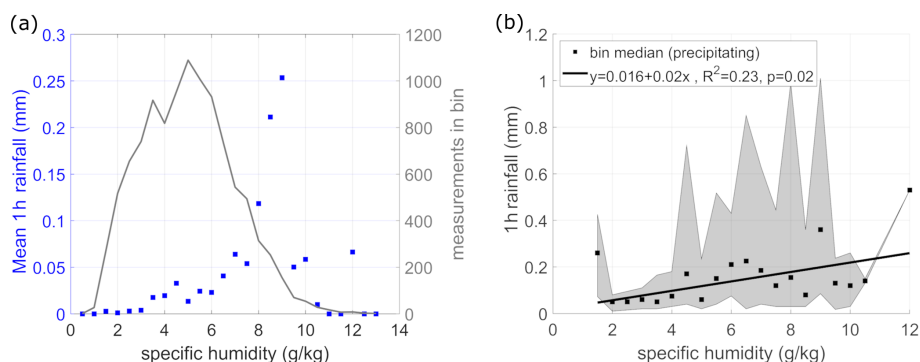 (a)
0.3
0.25
0.2
0.15
0.1
0.05
0
Mean 1h rainfall (mm)
0 2 4 6 8 10 12 14
specific humidity (g/kg)
1200
1000
800
600
400
200
0
measurements in bin
(b)
bin median (precipitating)
y=0.016+0.02x , R²=0.23, p=0.02
1.2
1
0.8
0.6
0.4
0.2
0
1h rainfall (mm)
2 4 6 8 10 12
specific humidity (g/kg)